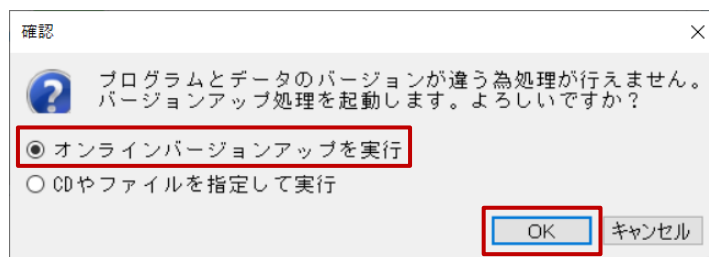 確認
プログラムとデータのバージョンが違う為処理が行えません。
バージョンアップ処理を起動します。よろしいですか？
オンラインバージョンアップを実行
CDやファイルを指定して実行
OK キャンセル